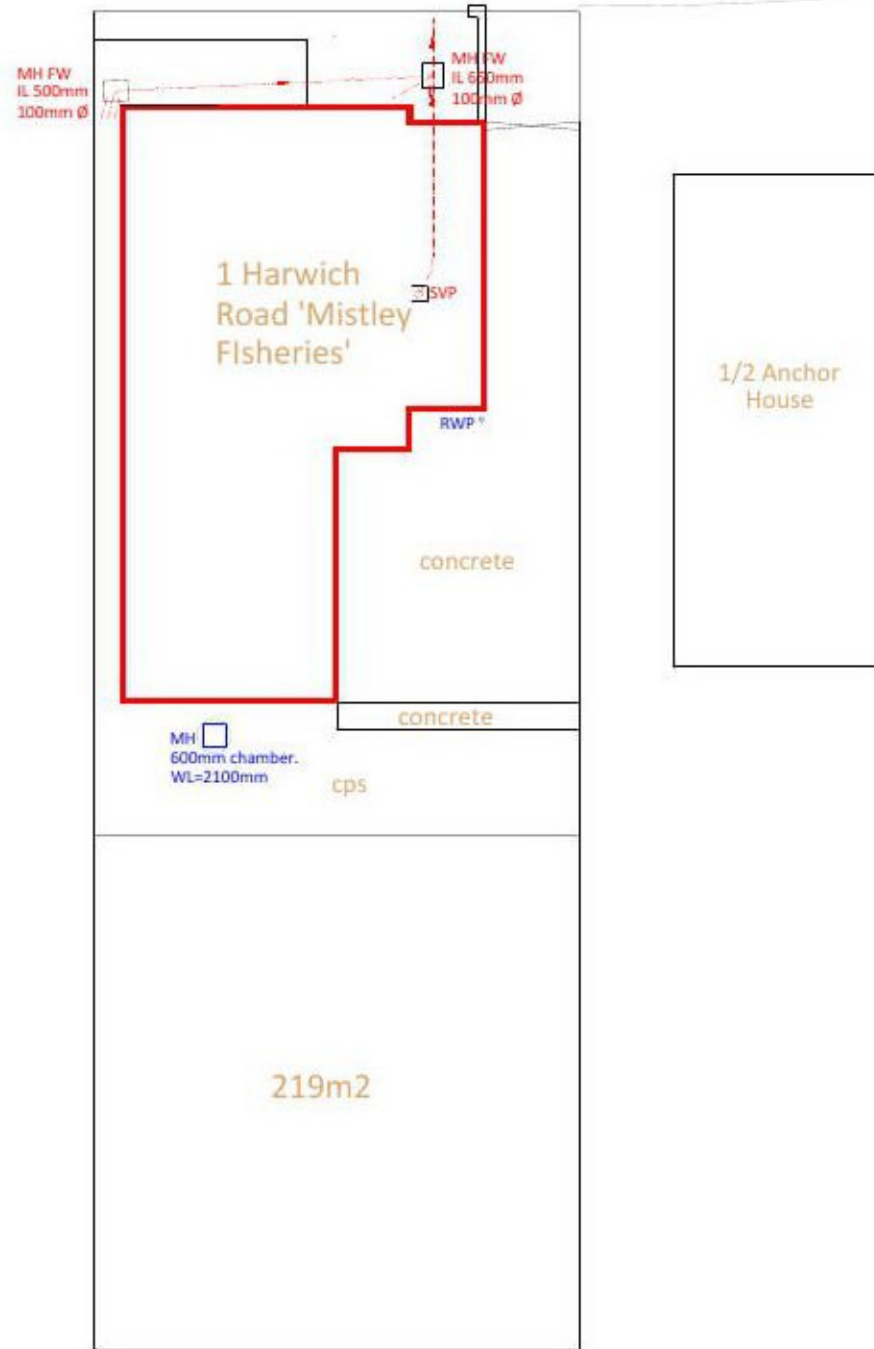 MH FW
IL 500mm
100mm Ø
MH FW
IL 650mm
100mm Ø
1 Harwich
Road 'Mistley
FIsheries'
SVP
RWP °
1/2 Anchor
House
concrete
concrete
MH
600mm chamber.
WL=2100mm
cps
219m2